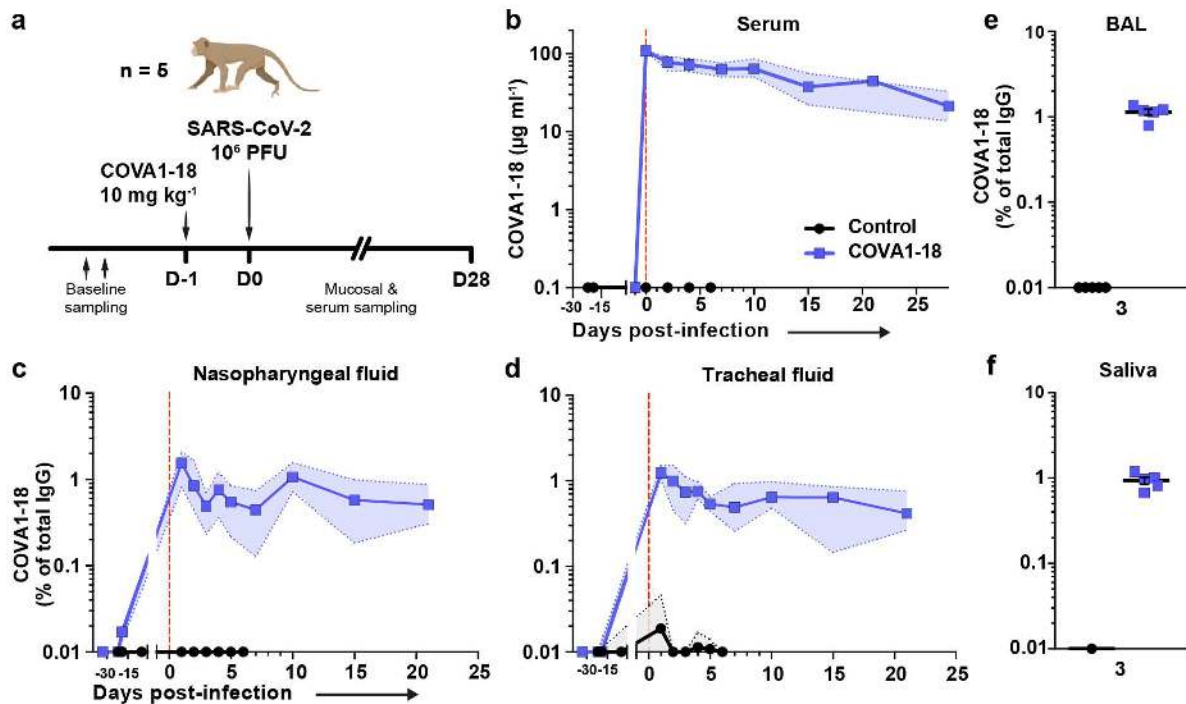 a
n = 5
SARS-CoV-2
10⁶ PFU
COVA1-18
10 mg kg⁻¹
Baseline
sampling
D-1
D0
Mucosal &
serum sampling
D28
b
Serum
COVA1-18 (µg ml⁻¹)
100
10
1
0.1
Control
COVA1-18
-30 -15 0 5 10 15 20 25
Days post-infection
e
BAL
COVA1-18
(% of total IgG)
10
1
0.1
0.01
3
c
Nasopharyngeal fluid
COVA1-18
(% of total IgG)
10
1
0.1
0.01
-30 -15 0 5 10 15 20 25
Days post-infection
d
Tracheal fluid
10
1
0.1
0.01
-30 -15 0 5 10 15 20 25
f
Saliva
10
1
0.1
0.01
3